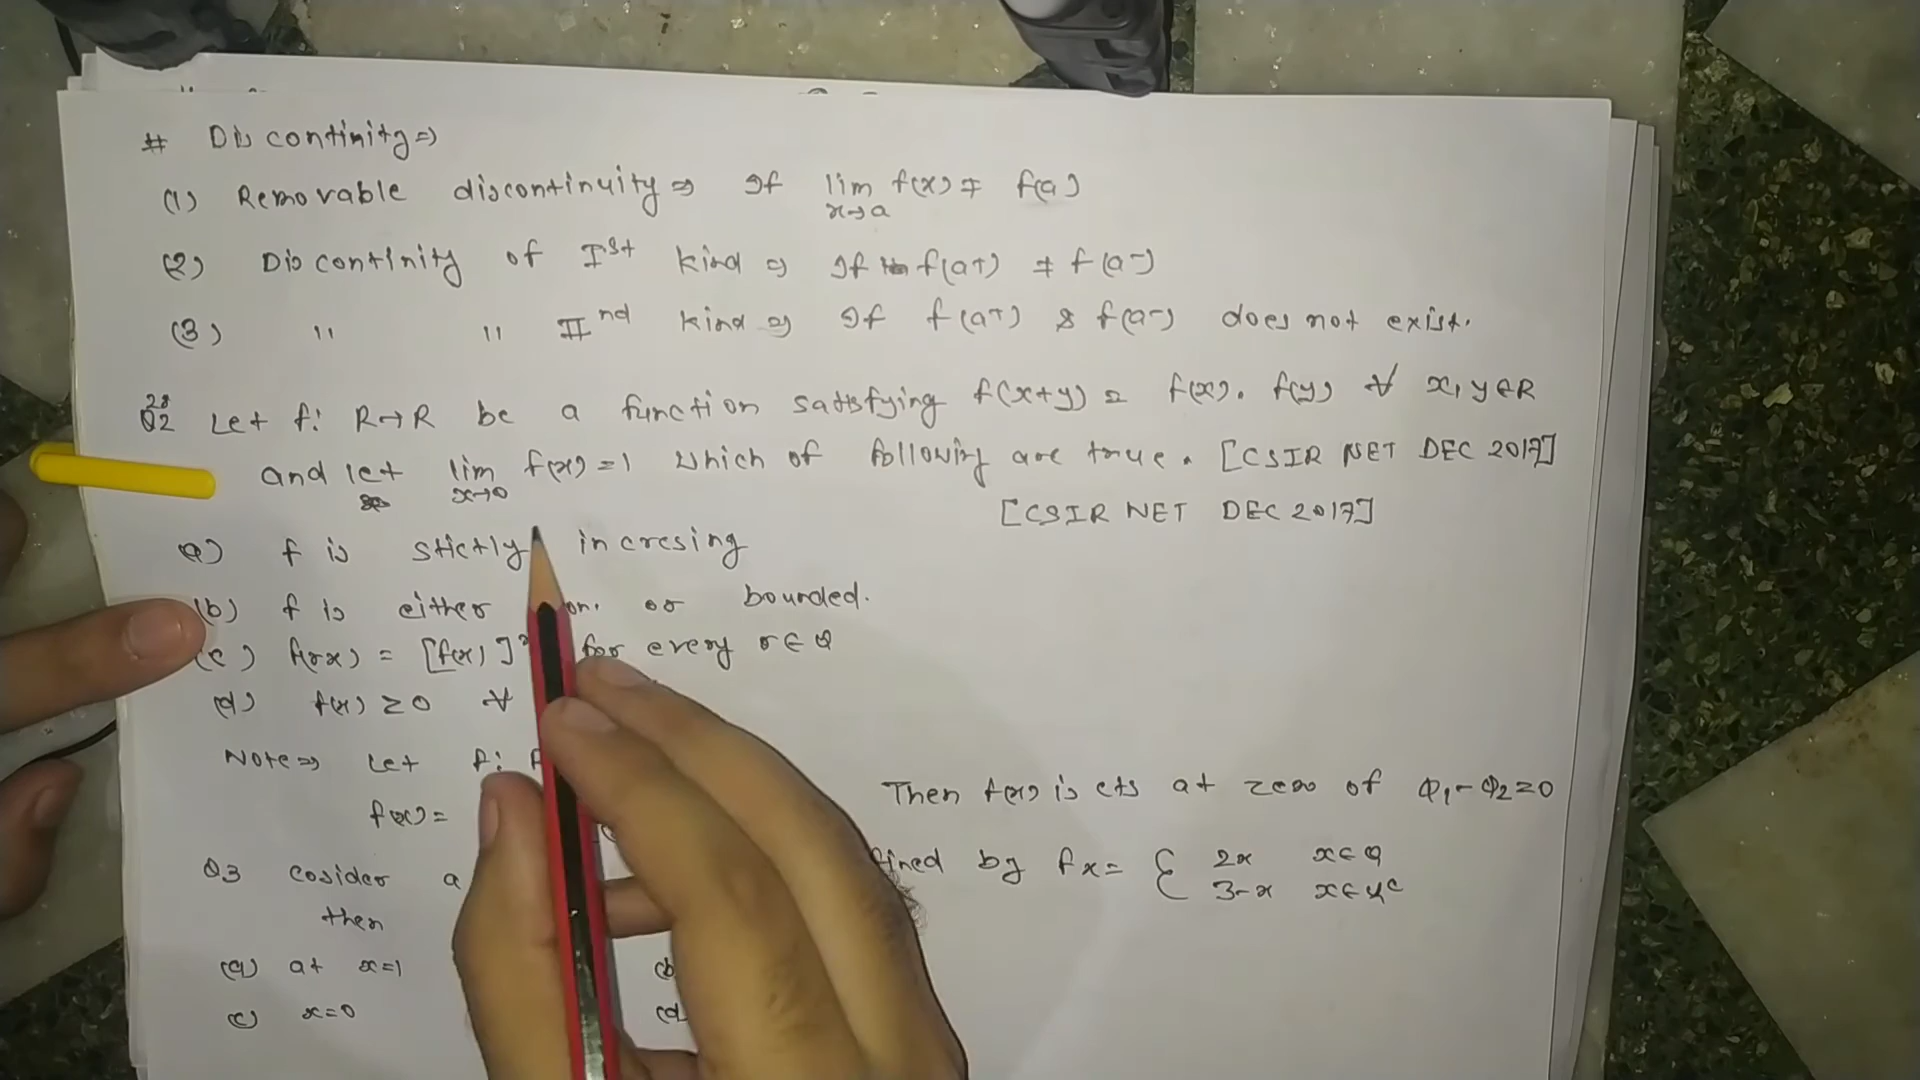 # Discontinity⇒
(1) Removable discontinuity⇒ If lim f(x) ≠ f(a)
x→a
(2) Discontinity of Ist kind ⇒ If f(a+) ≠ f(a-)
(3) " " IInd kind ⇒ If f(a+) & f(a-) does not exist.
28
Q2 Let f: R→R be a function satisfying f(x+y) = f(x). f(y) ∀ x,y∈R
and let lim f(x)=1 which of following are true. [CSIR NET DEC 2017]
x→0
[CSIR NET DEC 2017]
(a) f is stictly incresing
(b) f is either or bounded.
(c) f(rx) = [f(x)] for every r∈Q
(d) f(x) ≥0 ∀
Note⇒ Let f:
f(x)= Then f(x) is cts at zero of Φ1-Φ2=0
Q3 cosider a fined by fx= { 2x x∈Q
3-x x∈Qc
then
(a) at x=1 (b)
(c) x=0 (d)